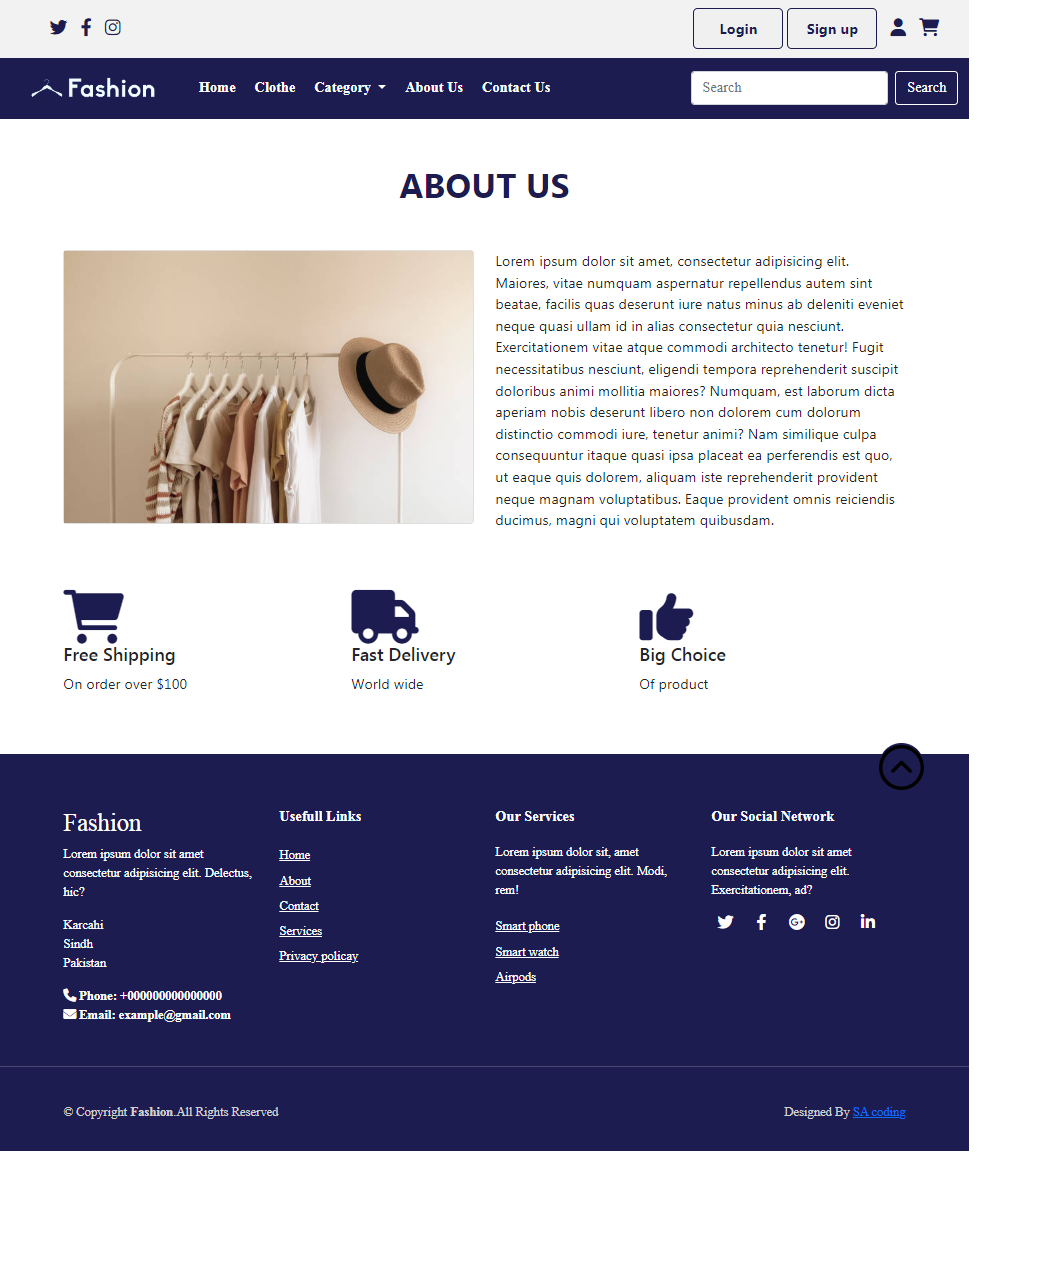 Login Sign up
Fashion Home Clothe Category About Us Contact Us Search Search
ABOUT US
Lorem ipsum dolor sit amet, consectetur adipisicing elit.
Maiores, vitae numquam aspernatur repellendus autem sint
beatae, facilis quas deserunt iure natus minus ab deleniti eveniet
neque quasi ullam id in alias consectetur quia nesciunt.
Exercitationem vitae atque commodi architecto tenetur! Fugit
necessitatibus nesciunt, eligendi tempora reprehenderit suscipit
doloribus animi mollitia maiores? Numquam, est laborum dicta
aperiam nobis deserunt libero non dolorem cum dolorum
distinctio commodi iure, tenetur animi? Nam similique culpa
consequuntur itaque quasi ipsa placeat ea perferendis est quo,
ut eaque quis dolorem, aliquam iste reprehenderit provident
neque magnam voluptatibus. Eaque provident omnis reiciendis
ducimus, magni qui voluptatem quibusdam.
Free Shipping
On order over $100
Fast Delivery
World wide
Big Choice
Of product
Fashion
Lorem ipsum dolor sit amet
consectetur adipisicing elit. Delectus,
hic?
Karcahi
Sindh
Pakistan
Phone: +000000000000000
Email: example@gmail.com
Usefull Links
Home
About
Contact
Services
Privacy policay
Our Services
Lorem ipsum dolor sit, amet
consectetur adipisicing elit. Modi,
rem!
Smart phone
Smart watch
Airpods
Our Social Network
Lorem ipsum dolor sit amet
consectetur adipisicing elit.
Exercitationem, ad?
© Copyright Fashion.All Rights Reserved
Designed By SA coding